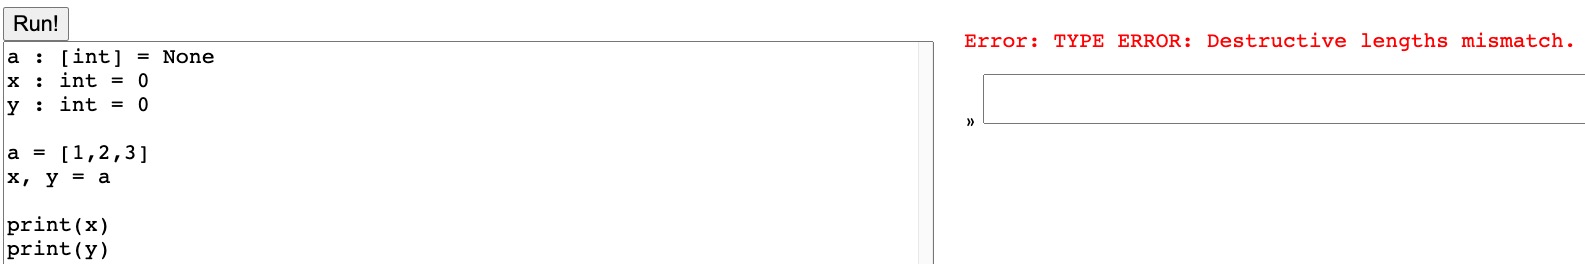 Run!
a : [int] = None
x : int = 0
y : int = 0
a = [1,2,3]
x, y = a
print(x)
print(y)
Error: TYPE ERROR: Destructive lengths mismatch.
»